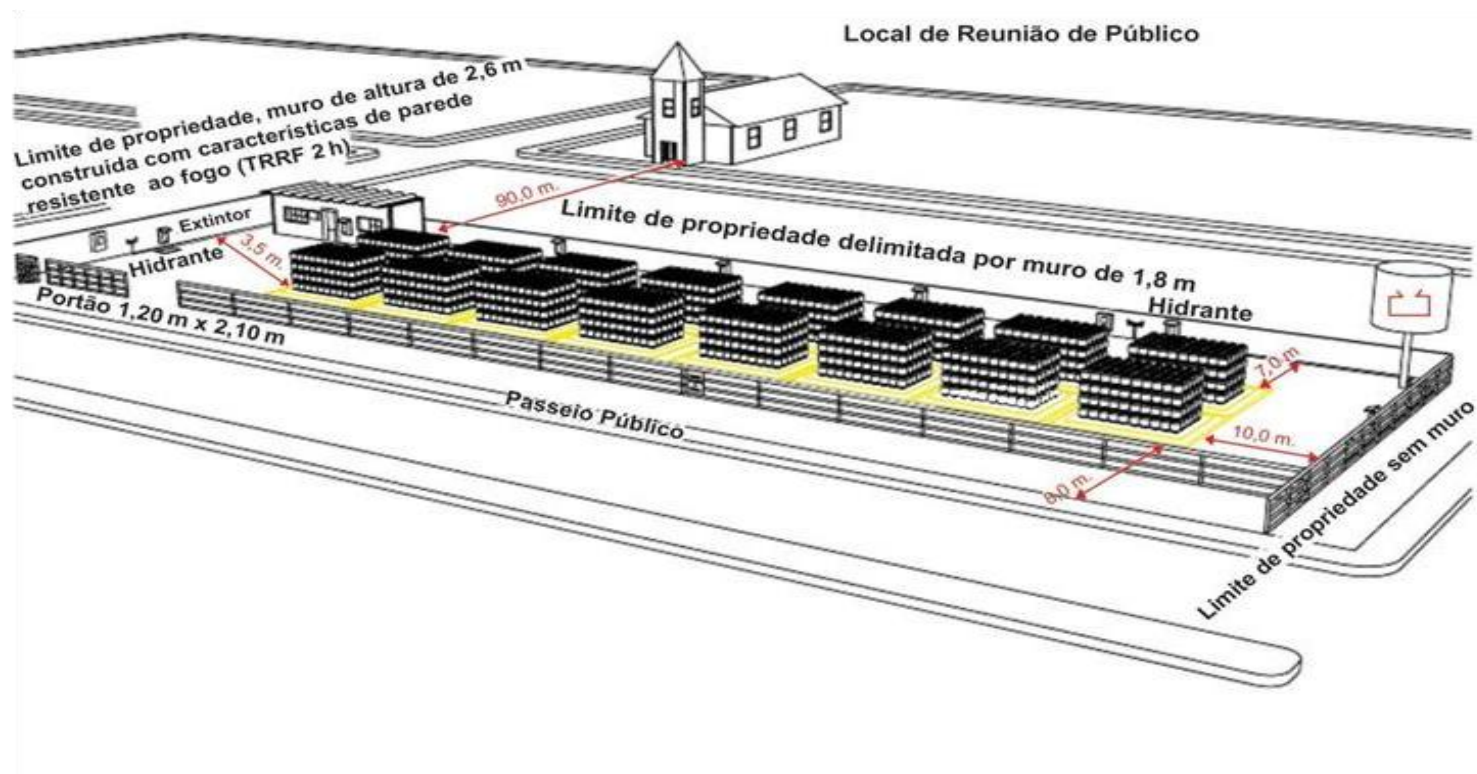 Local de Reunião de Público
Limite de propriedade, muro de altura de 2,6 m
construída com características de parede
resistente ao fogo (TRRF 2 h).
90,0 m.
Extintor
3,5 m.
Hidrante
Limite de propriedade delimitada por muro de 1,8 m
Hidrante
Portão 1,20 m x 2,10 m
7,0 m
Passeio Público
10,0 m.
8,0 m.
Limite de propriedade sem muro